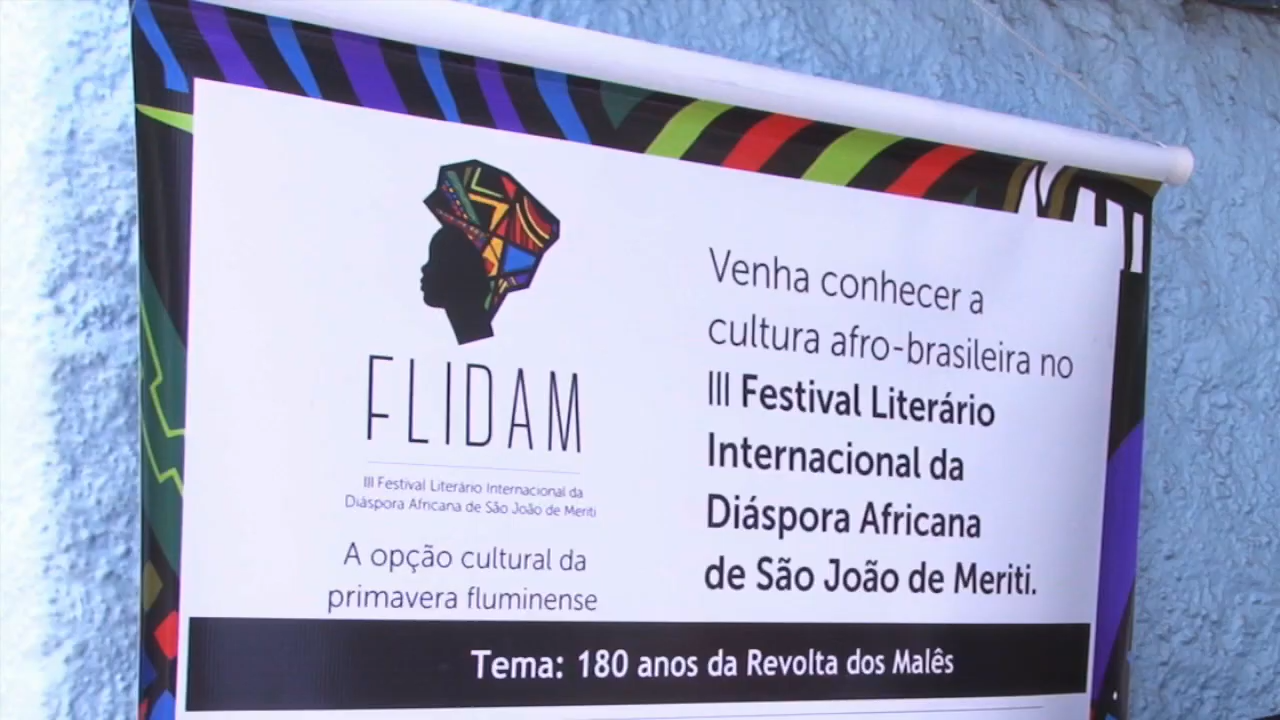 FLIDAM
III Festival Literário Internacional da
Diáspora Africana de São João de Meriti
A opção cultural da
primavera fluminense
Venha conhecer a
cultura afro-brasileira no
III Festival Literário
Internacional da
Diáspora Africana
de São João de Meriti.
Tema: 180 anos da Revolta dos Malês